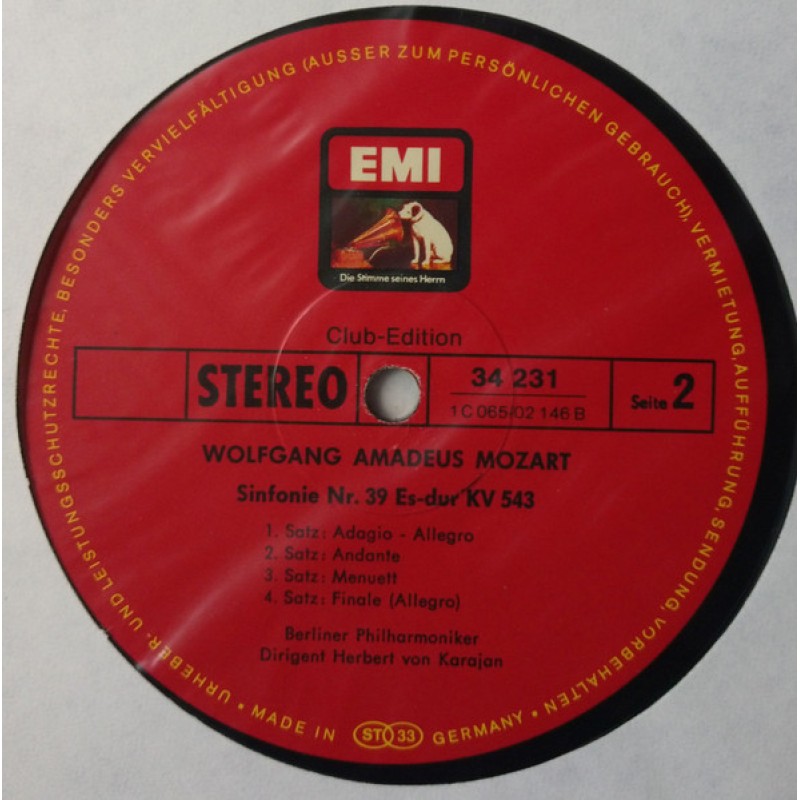 URHEBER- UND LEISTUNGSSCHUTZRECHTE, BESONDERS VERVIELFÄLTIGUNG (AUSSER ZUM PERSÖNLICHEN GEBRAUCH), VERMIETUNG, AUFFÜHRUNG, SENDUNG, VORBEHALTEN •
EMI
Die Stimme seines Herrn
Club-Edition
STEREO
34 231
1 C 065-02 146 B
Seite 2
WOLFGANG AMADEUS MOZART
Sinfonie Nr. 39 Es-dur KV 543
1. Satz: Adagio - Allegro
2. Satz: Andante
3. Satz: Menuett
4. Satz: Finale (Allegro)
Berliner Philharmoniker
Dirigent Herbert von Karajan
• MADE IN ST 33 GERMANY •